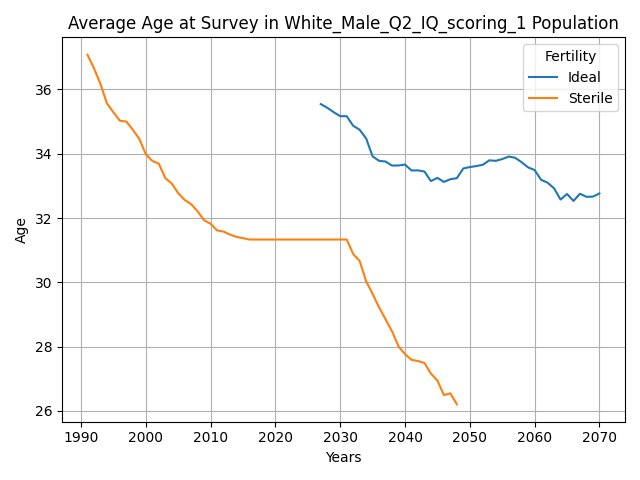 Average Age at Survey in White_Male_Q2_IQ_scoring_1 Population
Fertility
Ideal
Sterile
Age
36
34
32
30
28
26
1990
2000
2010
2020
2030
2040
2050
2060
2070
Years